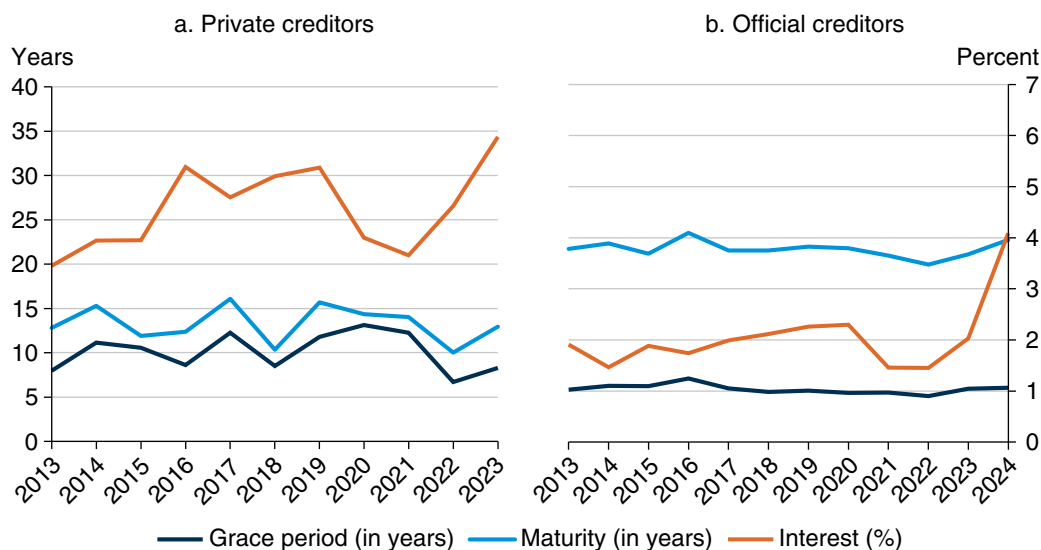 a. Private creditors
b. Official creditors
Years
Percent
40
35
30
25
20
15
10
5
0
7
6
5
4
3
2
1
0
2013 2014 2015 2016 2017 2018 2019 2020 2021 2022 2023
2013 2014 2015 2016 2017 2018 2019 2020 2021 2022 2023 2024
Grace period (in years) Maturity (in years) Interest (%)